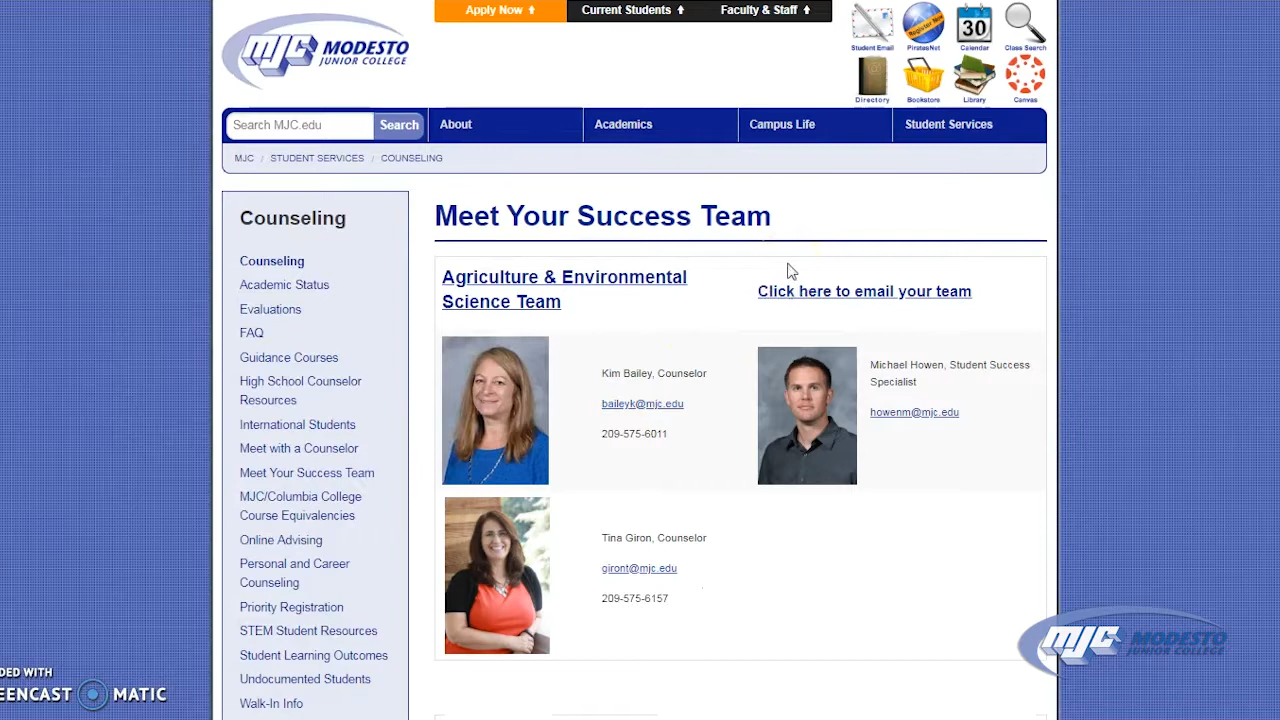 Apply Now
Current Students
Faculty & Staff
MJC MODESTO
JUNIOR COLLEGE
Student Email
PiratesNet
Register Now
30
Calendar
Class Search
Directory
Bookstore
Library
Canvas
Search MJC.edu
Search
About
Academics
Campus Life
Student Services
MJC / STUDENT SERVICES / COUNSELING
Counseling
Counseling
Academic Status
Evaluations
FAQ
Guidance Courses
High School Counselor
Resources
International Students
Meet with a Counselor
Meet Your Success Team
MJC/Columbia College
Course Equivalencies
Online Advising
Personal and Career
Counseling
Priority Registration
STEM Student Resources
Student Learning Outcomes
Undocumented Students
Walk-In Info
Meet Your Success Team
Agriculture & Environmental
Science Team
Click here to email your team
Kim Bailey, Counselor
baileyk@mjc.edu
209-575-6011
Michael Howen, Student Success
Specialist
howenm@mjc.edu
Tina Giron, Counselor
giront@mjc.edu
209-575-6157
MJC MODESTO
JUNIOR COLLEGE
DED WITH
EENCAST MATIC